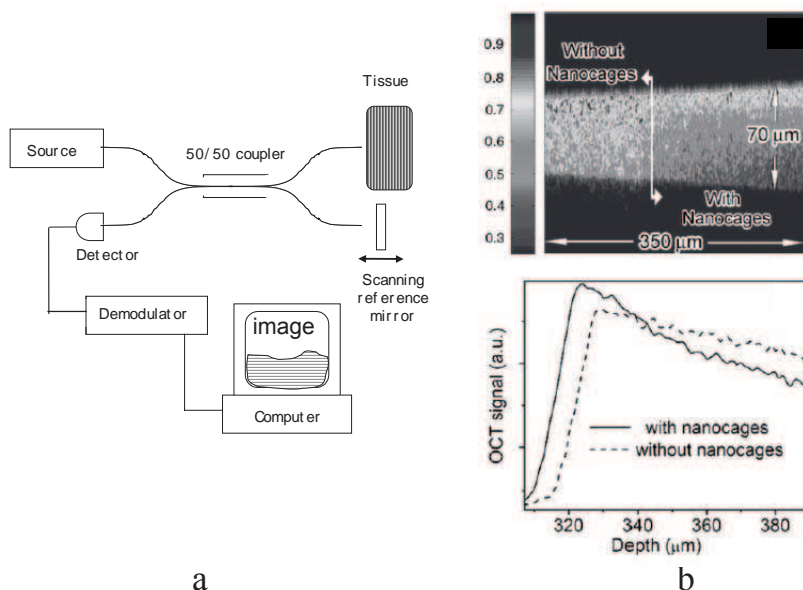 Tissue
Source
50/50 coupler
Detector
Scanning
reference
mirror
Demodulator
image
Computer
a
0.9
0.8
0.7
0.6
0.5
0.4
0.3
Without
Nanocages
70 μm
With
Nanocages
350 μm
OCT signal (a.u.)
with nanocages
without nanocages
320 340 360 380
Depth (μm)
b